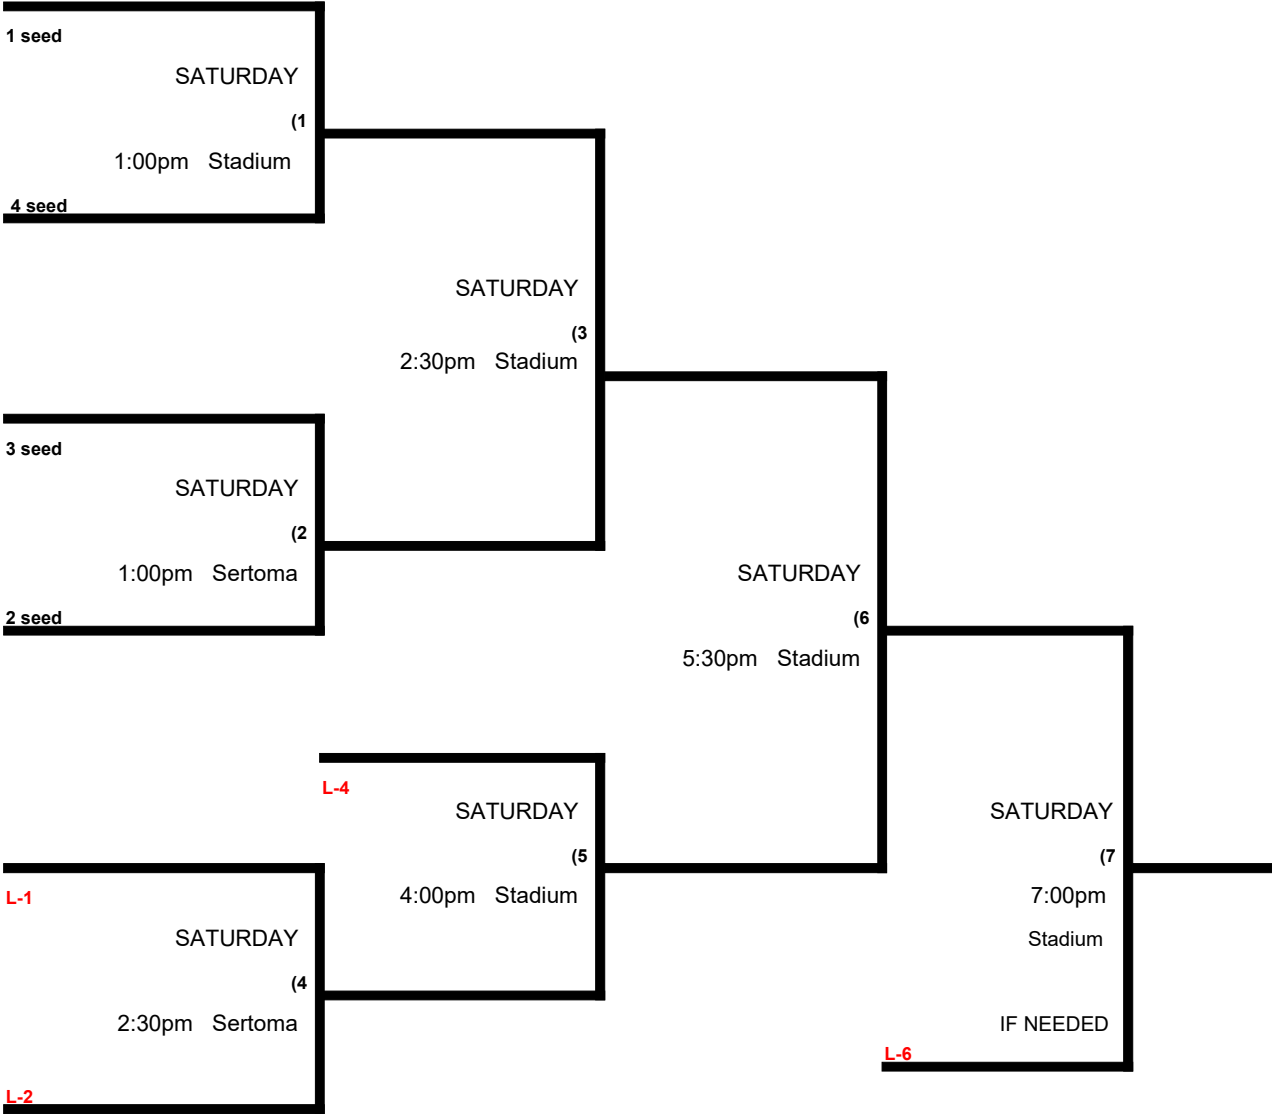 1 seed
SATURDAY
(1
1:00pm Stadium
4 seed
SATURDAY
(3
2:30pm Stadium
3 seed
SATURDAY
(2
1:00pm Sertoma
2 seed
SATURDAY
(6
5:30pm Stadium
L-4
SATURDAY
(5
4:00pm Stadium
L-1
SATURDAY
(4
2:30pm Sertoma
L-2
SATURDAY
(7
7:00pm
Stadium
IF NEEDED
L-6